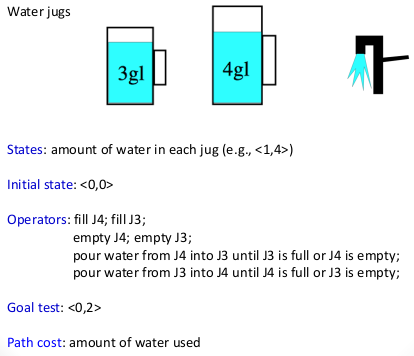 Water jugs
3gl
4gl
States: amount of water in each jug (e.g., <1,4>)
Initial state: <0,0>
Operators: fill J4; fill J3;
empty J4; empty J3;
pour water from J4 into J3 until J3 is full or J4 is empty;
pour water from J3 into J4 until J4 is full or J3 is empty;
Goal test: <0,2>
Path cost: amount of water used